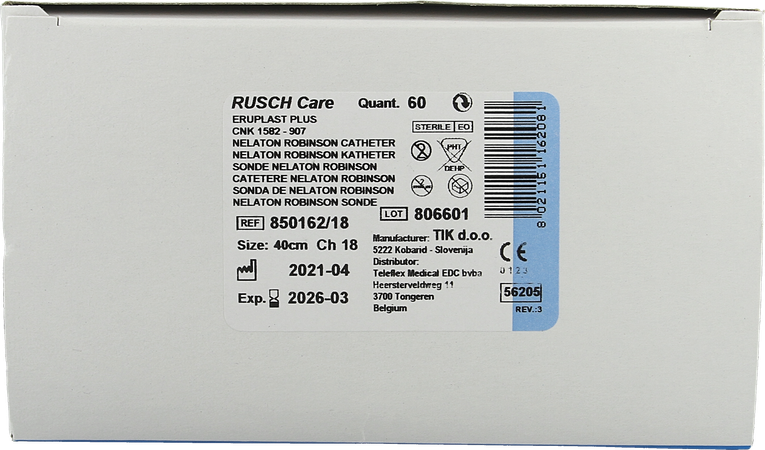 RUSCH Care Quant. 60
ERUPLAST PLUS
CNK 1582 - 907
STERILE EO
NELATON ROBINSON CATHETER
NELATON ROBINSON KATHETER
SONDE NELATON ROBINSON
CATETERE NELATON ROBINSON
SONDA DE NELATON ROBINSON
NELATON ROBINSON SONDE
PHT
DEHP
2
REF 850162/18
LOT 806601
Size: 40cm Ch 18
2021-04
Exp. 2026-03
Manufacturer: TIK d.o.o.
5222 Kobarid - Slovenija
Distributor:
Teleflex Medical EDC bvba
Heersterveldweg 11
3700 Tongeren
Belgium
8 021151 162081
CE
0123
56205
REV.:3